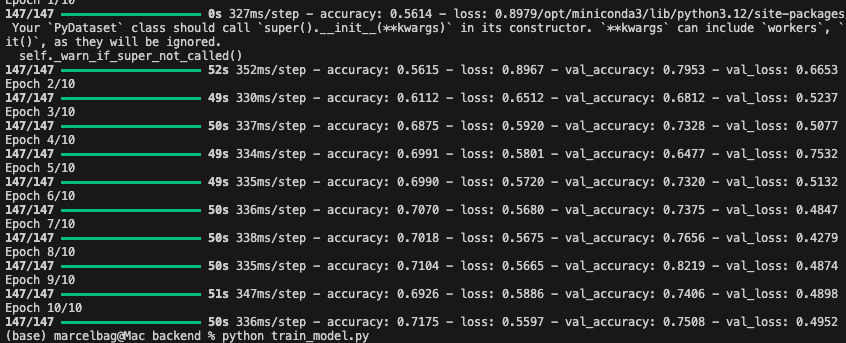 Epoch 1/10
147/147 ━━━━━━━━━━━━━━━━━━━━ 0s 327ms/step - accuracy: 0.5614 - loss: 0.8979/opt/miniconda3/lib/python3.12/site-packages
Your `PyDataset` class should call `super().__init__(**kwargs)` in its constructor. `**kwargs` can include `workers`, `
it()`, as they will be ignored.
self._warn_if_super_not_called()
147/147 ━━━━━━━━━━━━━━━━━━━━ 52s 352ms/step - accuracy: 0.5615 - loss: 0.8967 - val_accuracy: 0.7953 - val_loss: 0.6653
Epoch 2/10
147/147 ━━━━━━━━━━━━━━━━━━━━ 49s 330ms/step - accuracy: 0.6112 - loss: 0.6512 - val_accuracy: 0.6812 - val_loss: 0.5237
Epoch 3/10
147/147 ━━━━━━━━━━━━━━━━━━━━ 50s 337ms/step - accuracy: 0.6875 - loss: 0.5920 - val_accuracy: 0.7328 - val_loss: 0.5077
Epoch 4/10
147/147 ━━━━━━━━━━━━━━━━━━━━ 49s 334ms/step - accuracy: 0.6991 - loss: 0.5801 - val_accuracy: 0.6477 - val_loss: 0.7532
Epoch 5/10
147/147 ━━━━━━━━━━━━━━━━━━━━ 49s 335ms/step - accuracy: 0.6990 - loss: 0.5720 - val_accuracy: 0.7320 - val_loss: 0.5132
Epoch 6/10
147/147 ━━━━━━━━━━━━━━━━━━━━ 50s 336ms/step - accuracy: 0.7070 - loss: 0.5680 - val_accuracy: 0.7375 - val_loss: 0.4847
Epoch 7/10
147/147 ━━━━━━━━━━━━━━━━━━━━ 50s 338ms/step - accuracy: 0.7018 - loss: 0.5675 - val_accuracy: 0.7656 - val_loss: 0.4279
Epoch 8/10
147/147 ━━━━━━━━━━━━━━━━━━━━ 50s 335ms/step - accuracy: 0.7104 - loss: 0.5665 - val_accuracy: 0.8219 - val_loss: 0.4874
Epoch 9/10
147/147 ━━━━━━━━━━━━━━━━━━━━ 51s 347ms/step - accuracy: 0.6926 - loss: 0.5886 - val_accuracy: 0.7406 - val_loss: 0.4898
Epoch 10/10
147/147 ━━━━━━━━━━━━━━━━━━━━ 50s 336ms/step - accuracy: 0.7175 - loss: 0.5597 - val_accuracy: 0.7508 - val_loss: 0.4952
(base) marcelbag@Mac backend % python train_model.py